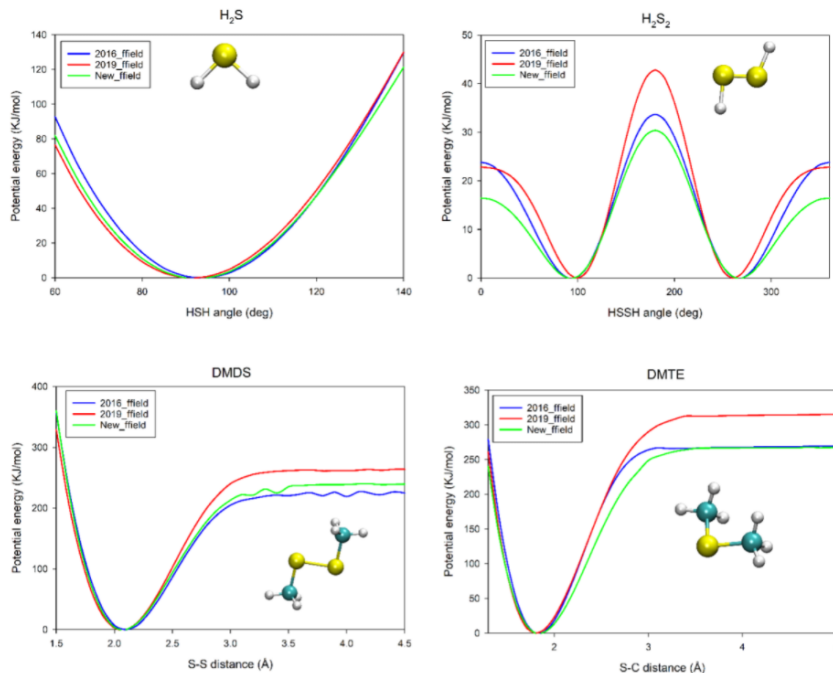 H₂S
2016_ffield
2019_ffield
New_ffield
Potential energy (KJ/mol)
140
120
100
80
60
40
20
0
60 80 100 120 140
HSH angle (deg)
H₂S₂
2016_ffield
2019_ffield
New_ffield
Potential energy (KJ/mol)
50
40
30
20
10
0
0 100 200 300
HSSH angle (deg)
DMDS
2016_ffield
2019_ffield
New_ffield
Potential energy (KJ/mol)
400
300
200
100
0
1.5 2.0 2.5 3.0 3.5 4.0 4.5
S-S distance (Å)
DMTE
2016_ffield
2019_ffield
New_ffield
Potential energy (KJ/mol)
350
300
250
200
150
100
50
0
2 3 4
S-C distance (Å)